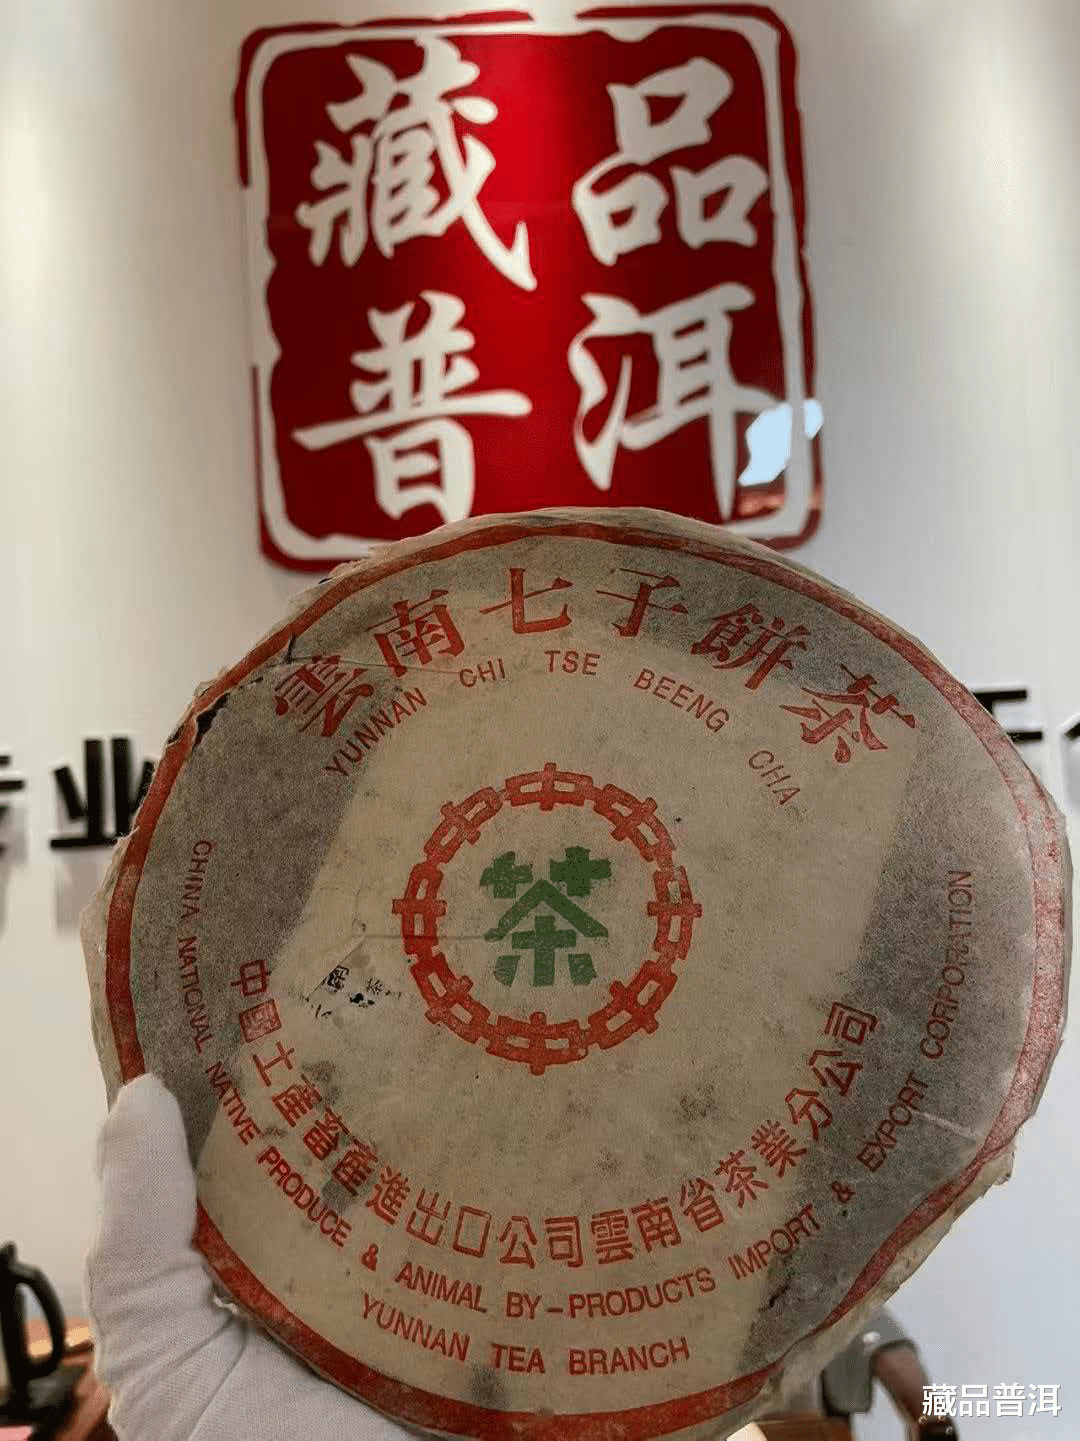 藏品
普洱
雲南七子餅茶
YUNNAN CHI TSE BEENG CHA
茶
中國土產畜產進出口公司雲南省茶業分公司
CHINA NATIONAL NATIVE PRODUCE & ANIMAL BY-PRODUCTS IMPORT & EXPORT CORPORATION
YUNNAN TEA BRANCH
业
藏品普洱